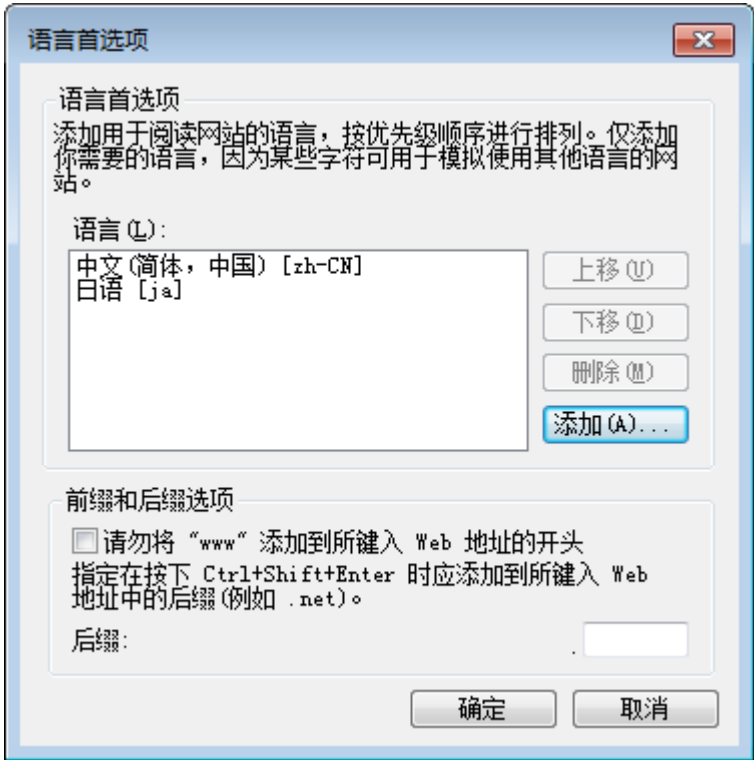 语言首选项
语言首选项
添加用于阅读网站的语言，按优先级顺序进行排列。仅添加
你需要的语言，因为某些字符可用于模拟使用其他语言的网
站。
语言(L):
中文(简体，中国) [zh-CN]
日语 [ja]
上移(U)
下移(D)
删除(M)
添加(A)...
前缀和后缀选项
请勿将 “www” 添加到所键入 Web 地址的开头
指定在按下 Ctrl+Shift+Enter 时应添加到所键入 Web
地址中的后缀(例如 .net)。
后缀: .
确定
取消